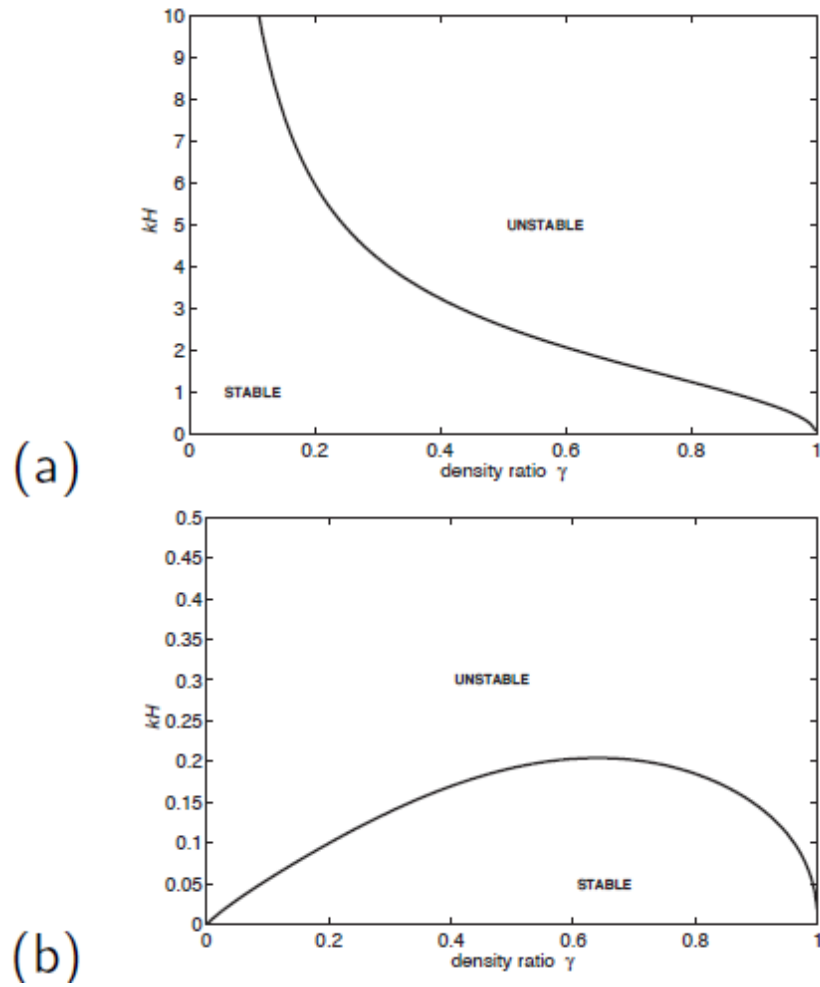 10
9
8
7
6
5
4
3
2
1
0
kH
UNSTABLE
STABLE
0 0.2 0.4 0.6 0.8 1
density ratio γ
(a)
0.5
0.45
0.4
0.35
0.3
0.25
0.2
0.15
0.1
0.05
0
kH
UNSTABLE
STABLE
0 0.2 0.4 0.6 0.8 1
density ratio γ
(b)